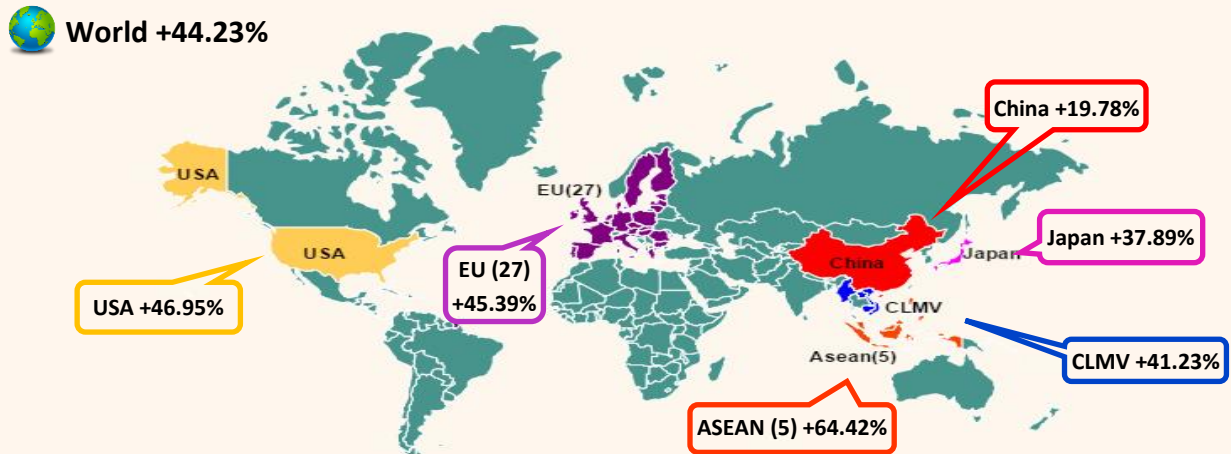 World +44.23%
China +19.78%
USA
EU(27)
Japan +37.89%
Japan
USA
EU (27)
+45.39%
China
USA +46.95%
CLMV
Asean(5)
CLMV +41.23%
ASEAN (5) +64.42%